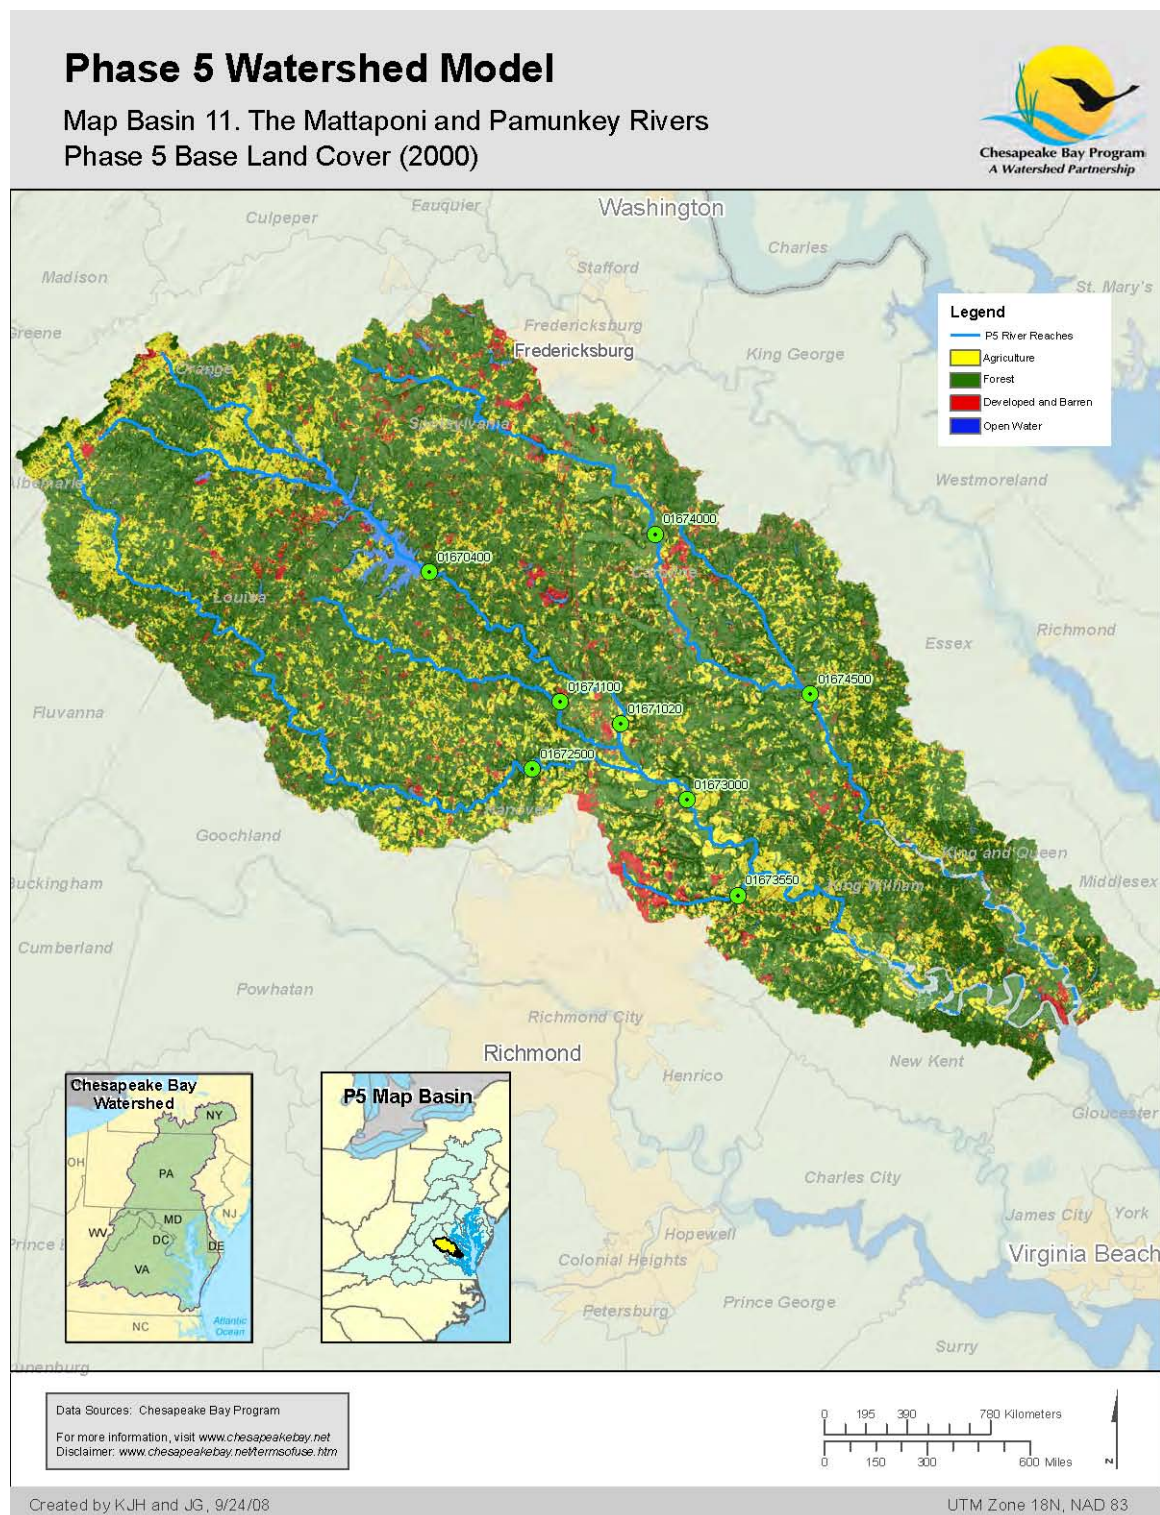 Phase 5 Watershed Model
Map Basin 11. The Mattaponi and Pamunkey Rivers
Phase 5 Base Land Cover (2000)
Chesapeake Bay Program
A Watershed Partnership
Fauquier
Washington
Culpeper
Charles
Stafford
Madison
St. Mary's
Legend
P5 River Reaches
Agriculture
Forest
Developed and Barren
Open Water
Greene
Fredericksburg
Fredericksburg
King George
Orange
Spotsylvania
Albemarle
Westmoreland
01674000
01670400
Caroline
Louisa
Richmond
Essex
01674500
01671100
01671020
Fluvanna
01672500
01673000
Hanover
Goochland
King and Queen
01673550
King William
Buckingham
Middlesex
Cumberland
Powhatan
Richmond City
Richmond
New Kent
Henrico
Gloucester
Charles City
James City
York
Hopewell
Colonial Heights
Virginia Beach
Prince George
Petersburg
Surry
Prince E
unenburg
Chesapeake Bay
Watershed
NY
OH
PA
NJ
MD
WV
DC
DE
VA
NC
Atlantic
Ocean
P5 Map Basin
Data Sources: Chesapeake Bay Program
For more information, visit www.chesapeakebay.net
Disclaimer: www.chesapeakebay.net/termsofuse.htm
0 195 390 780 Kilometers
0 150 300 600 Miles
N
Created by KJH and JG, 9/24/08
UTM Zone 18N, NAD 83